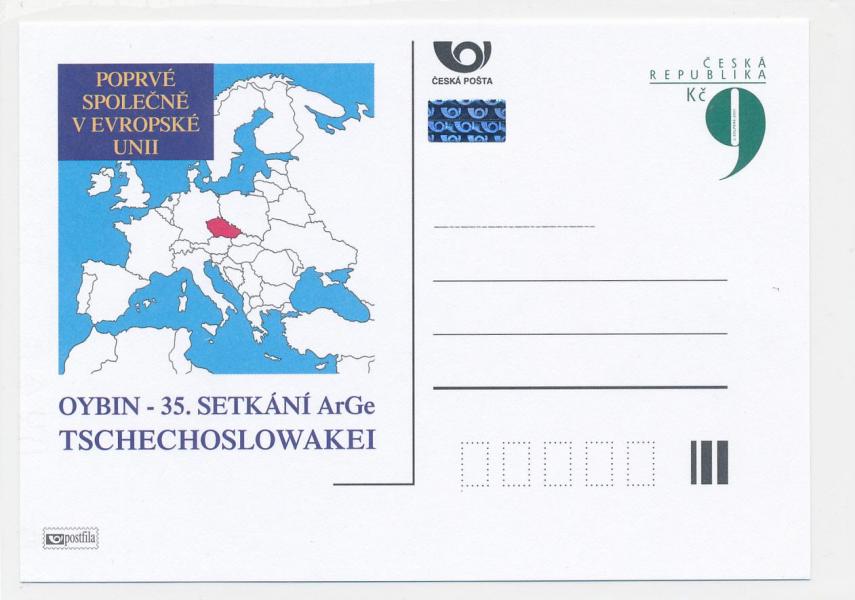 POPRVÉ
SPOLEČNĚ
V EVROPSKÉ
UNII
OYBIN - 35. SETKÁNÍ ArGe
TSCHECHOSLOWAKEI
postfila
ČESKÁ POŠTA
ČESKÁ
REPUBLIKA
Kč 9